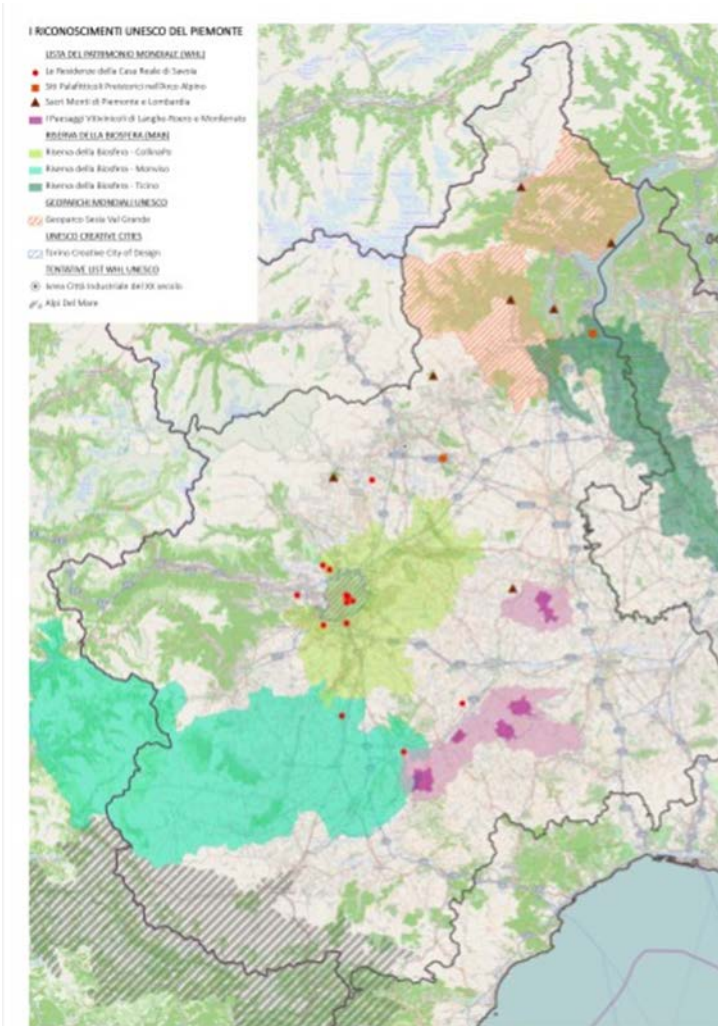 I RICONOSCIMENTI UNESCO DEL PIEMONTE
LISTA DEL PATRIMONIO MONDIALE (WHL)
Le Residenze della Casa Reale di Savoia
Siti Palafitticoli Preistorici nell'Arco Alpino
Sacri Monti di Piemonte e Lombardia
I Paesaggi Vitivinicoli di Langhe-Roero e Monferrato
RISERVA DELLA BIOSFERA (MAB)
Riserva della Biosfera - CollinaPo
Riserva della Biosfera - Monviso
Riserva della Biosfera - Ticino
GEOPARCHI MONDIALI UNESCO
Geoparco Sesia Val Grande
UNESCO CREATIVE CITIES
Torino Creative City of Design
TENTATIVE LIST WHL UNESCO
Ivrea Città Industriale del XX secolo
Alpi Del Mare